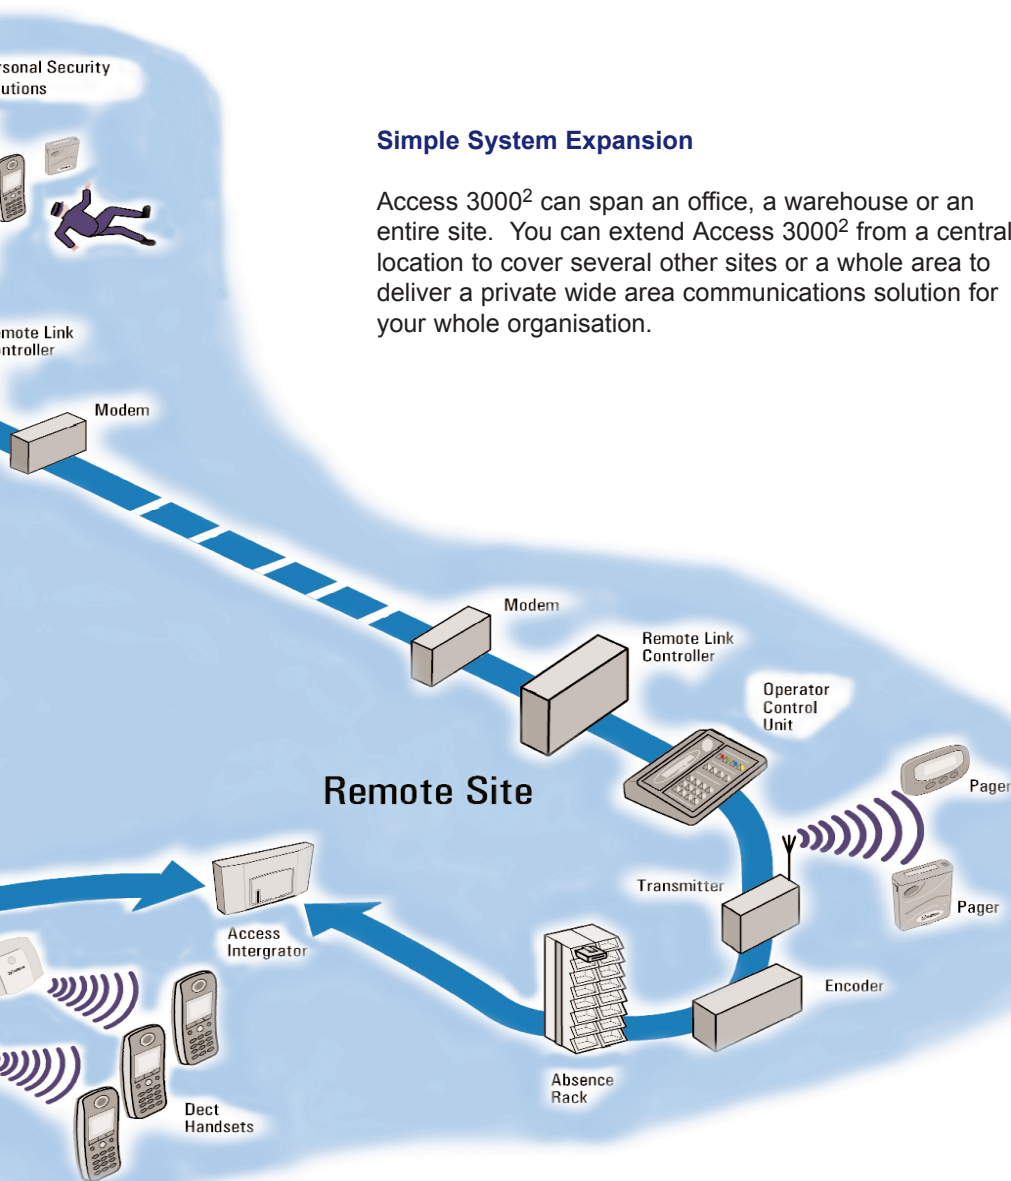 rsonal Security
utions
Simple System Expansion
Access 3000² can span an office, a warehouse or an
entire site. You can extend Access 3000² from a central
location to cover several other sites or a whole area to
deliver a private wide area communications solution for
your whole organisation.
mote Link
ntroller
Modem
Modem
Remote Link
Controller
Operator
Control
Unit
Remote Site
Pager
Transmitter
Pager
Access
Intergrator
Encoder
Absence
Rack
Dect
Handsets